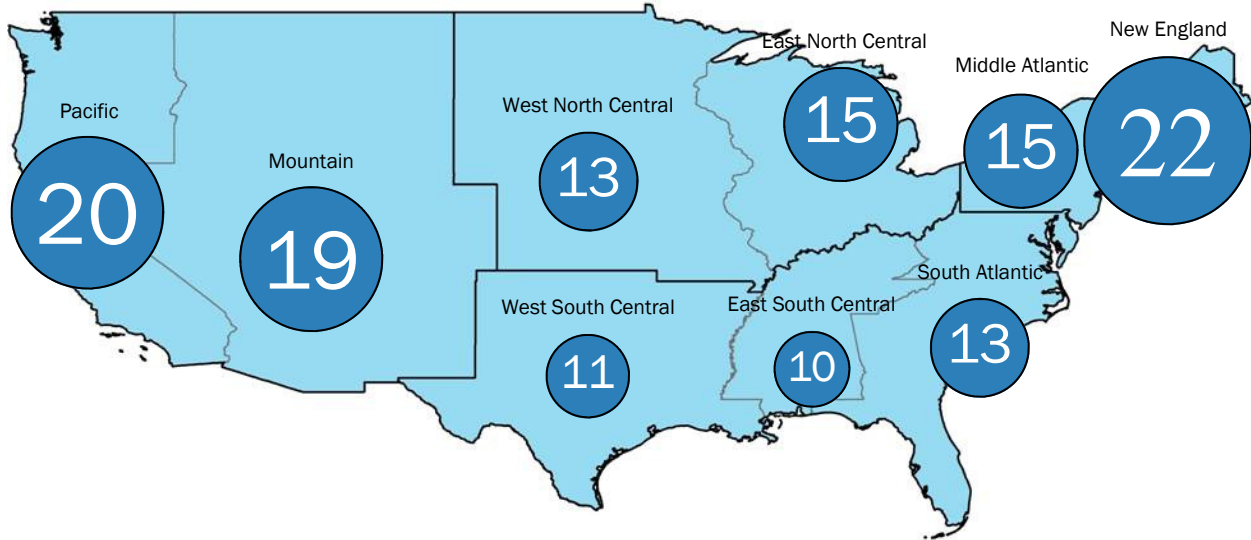 New England
22
East North Central
15
Middle Atlantic
15
West North Central
13
Pacific
20
Mountain
19
South Atlantic
13
West South Central
11
East South Central
10